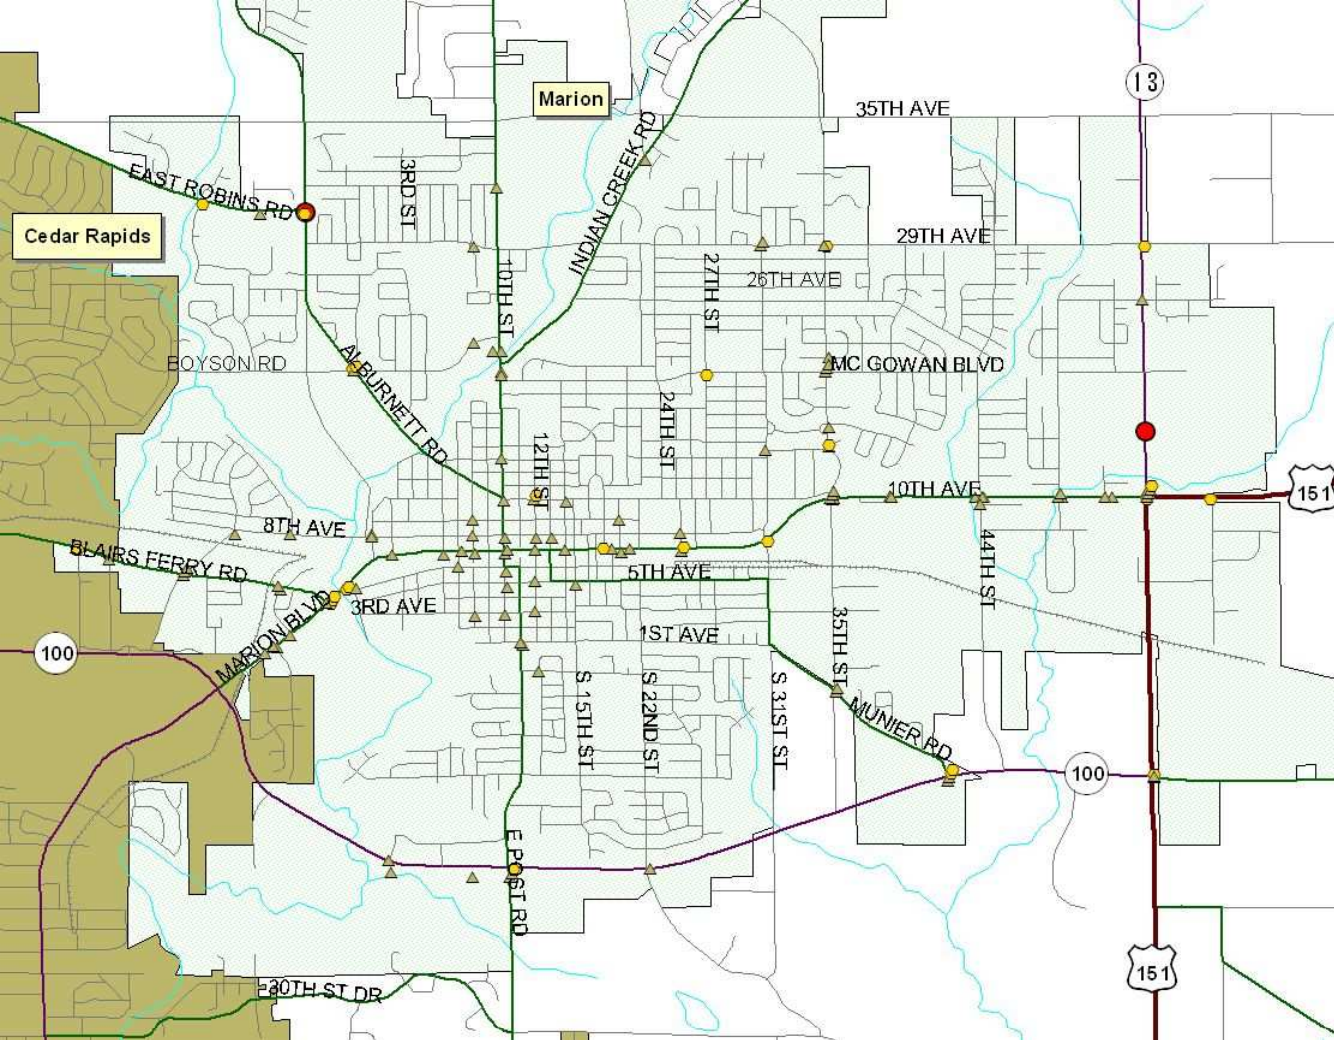 13
Marion
35TH AVE
EAST ROBINS RD
3RD ST
INDIAN CREEK RD
Cedar Rapids
29TH AVE
10TH ST
27TH ST
26TH AVE
BOYSON RD
ALBURNETT RD
MC GOWAN BLVD
24TH ST
12TH ST
10TH AVE
151
8TH AVE
BLAIRS FERRY RD
44TH ST
5TH AVE
3RD AVE
MARION BLVD
1ST AVE
35TH ST
100
S 15TH ST
S 22ND ST
S 31ST ST
MUNIER RD
100
E POST RD
151
30TH ST DR